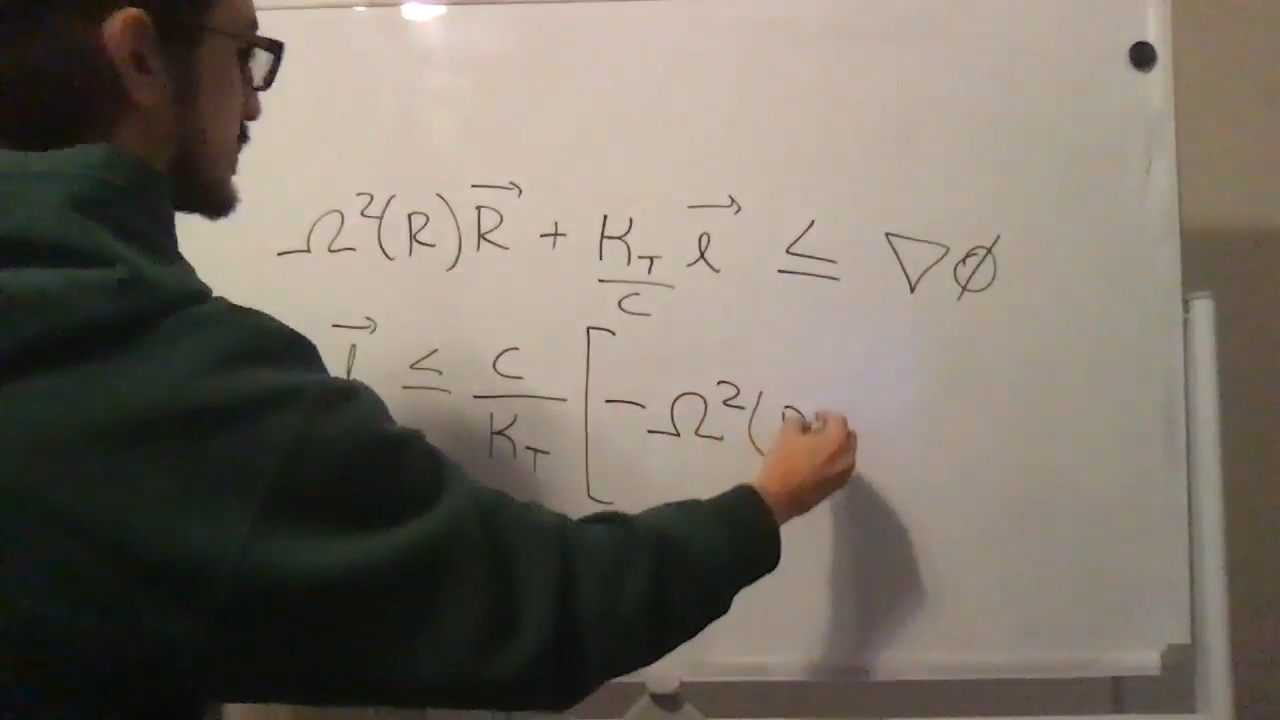 Ω²(R)R⃗ + K_T/c ℓ⃗ ≤ ∇Ø
ℓ⃗ ≤ c/K_T [ -Ω²(R